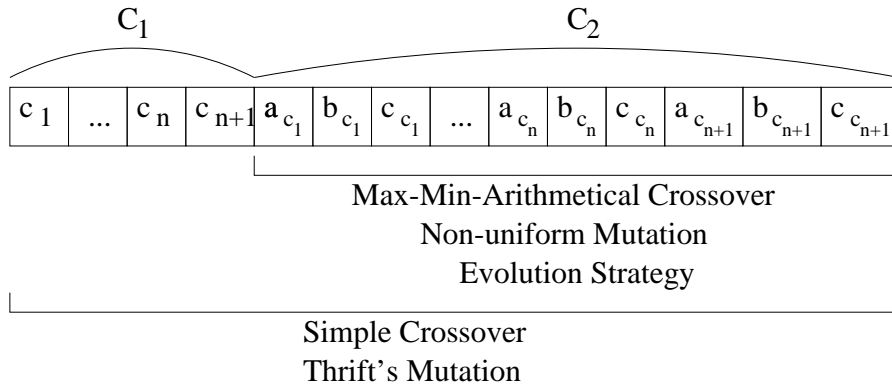 C1 C2
c1 ... cn cn+1 ac1 bc1 cc1 ... acn bcn ccn acn+1 bcn+1 ccn+1
Max-Min-Arithmetical Crossover
Non-uniform Mutation
Evolution Strategy
Simple Crossover
Thrift's Mutation